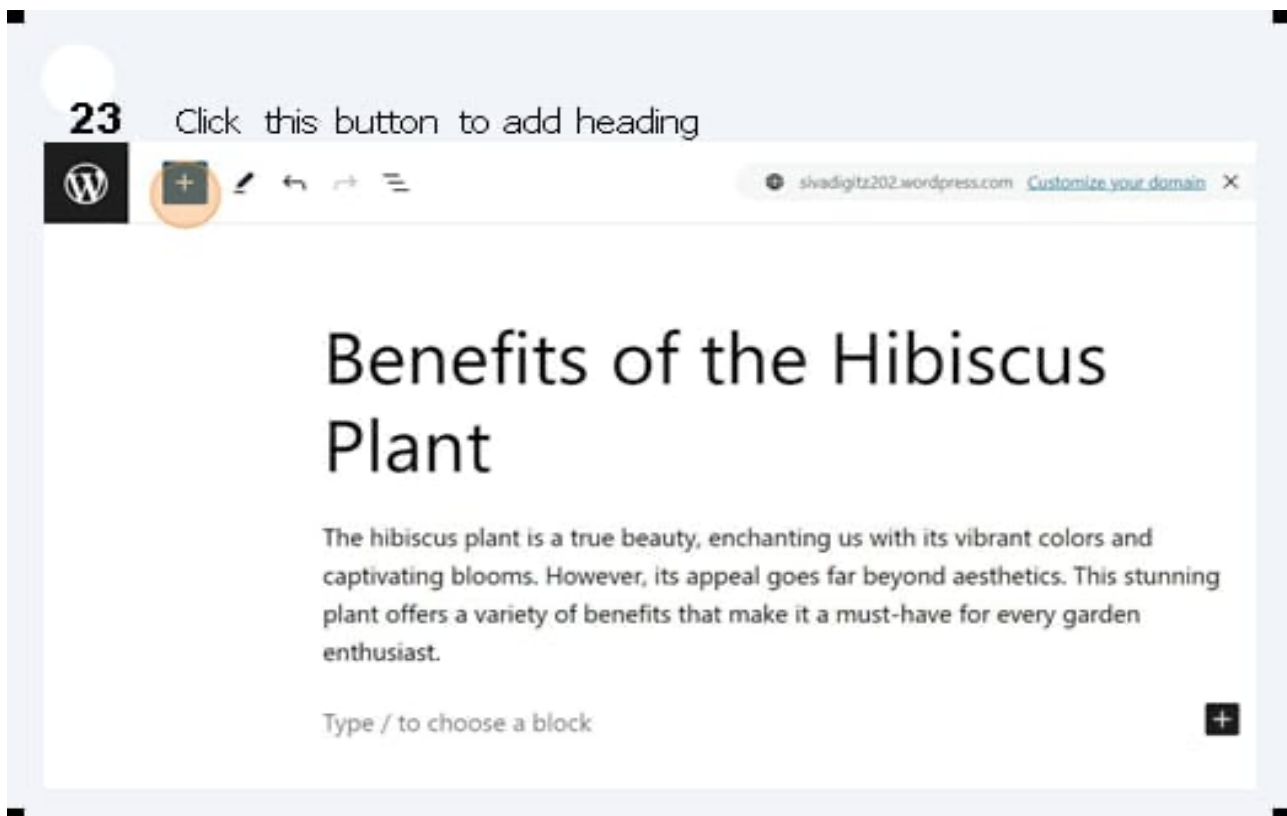 23 Click this button to add heading
sivadigitz202.wordpress.com Customize your domain X
Benefits of the Hibiscus
Plant
The hibiscus plant is a true beauty, enchanting us with its vibrant colors and
captivating blooms. However, its appeal goes far beyond aesthetics. This stunning
plant offers a variety of benefits that make it a must-have for every garden
enthusiast.
Type / to choose a block